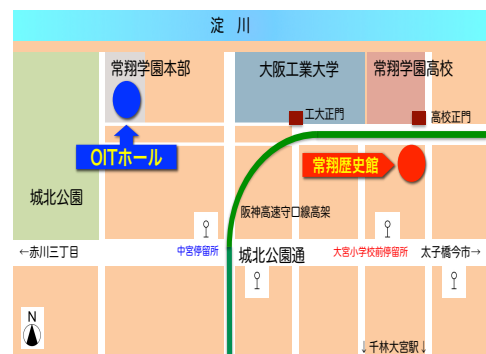 淀 川
常翔学園本部
大阪工業大学
常翔学園高校
工大正門
高校正門
OITホール
常翔歴史館
城北公園
阪神高速守口線高架
←赤川三丁目
中宮停留所
城北公園通
大宮小学校前停留所
太子橋今市→
N
↓千林大宮駅↓